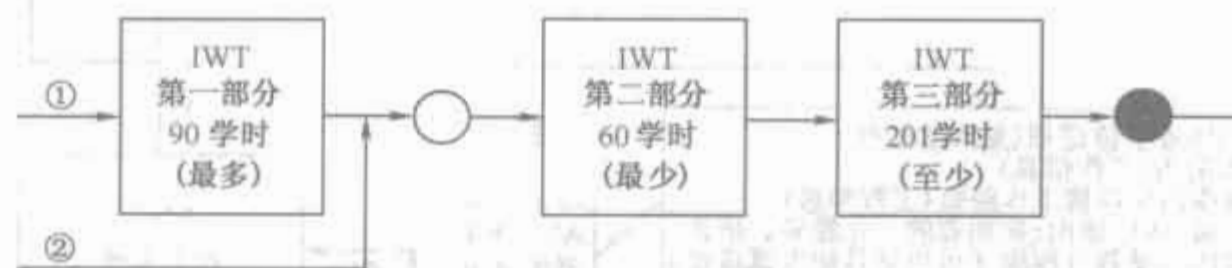 ①
IWT
第一部分
90 学时
(最多)
②
IWT
第二部分
60 学时
(最少)
IWT
第三部分
201学时
(至少)